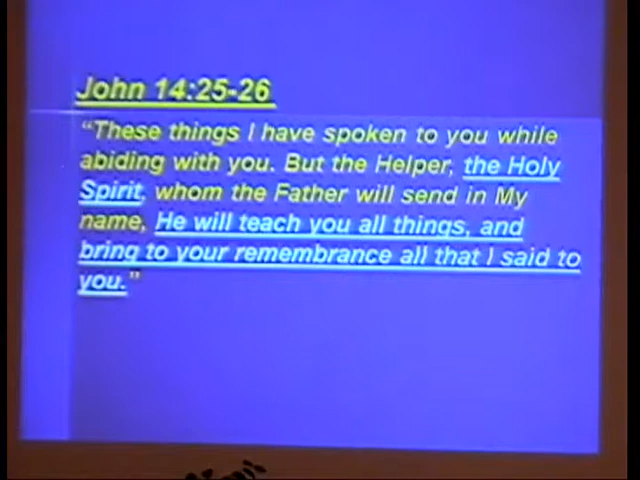 John 14:25-26
“These things I have spoken to you while
abiding with you. But the Helper, the Holy
Spirit, whom the Father will send in My
name, He will teach you all things, and
bring to your remembrance all that I said to
you.”